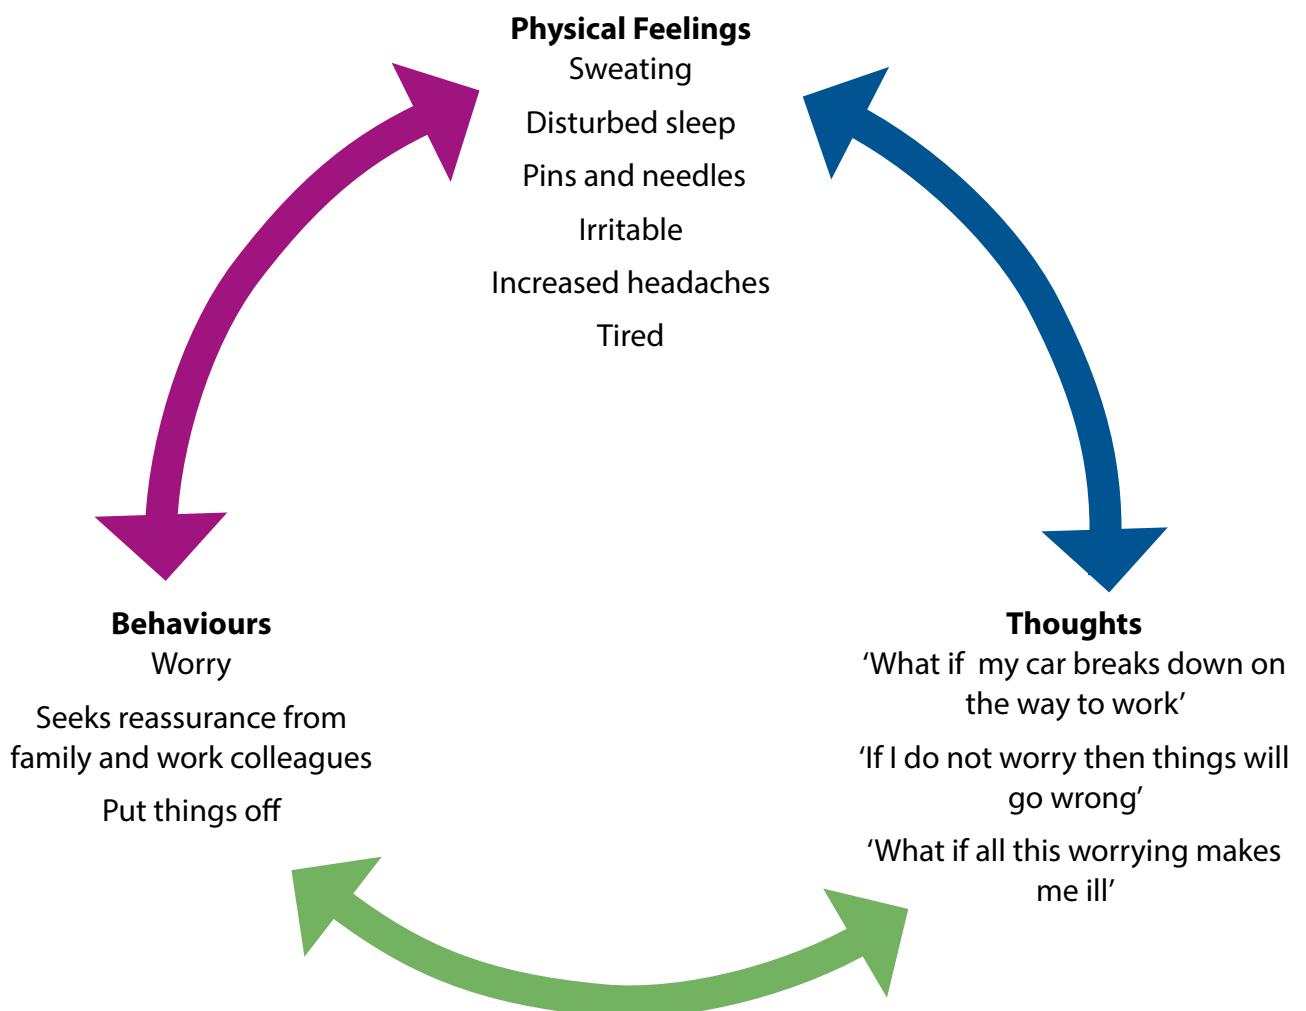 Physical Feelings
Sweating
Disturbed sleep
Pins and needles
Irritable
Increased headaches
Tired
Behaviours
Worry
Seeks reassurance from
family and work colleagues
Put things off
Thoughts
‘What if  my car breaks down on
the way to work’
‘If I do not worry then things will
go wrong’
‘What if all this worrying makes
me ill’